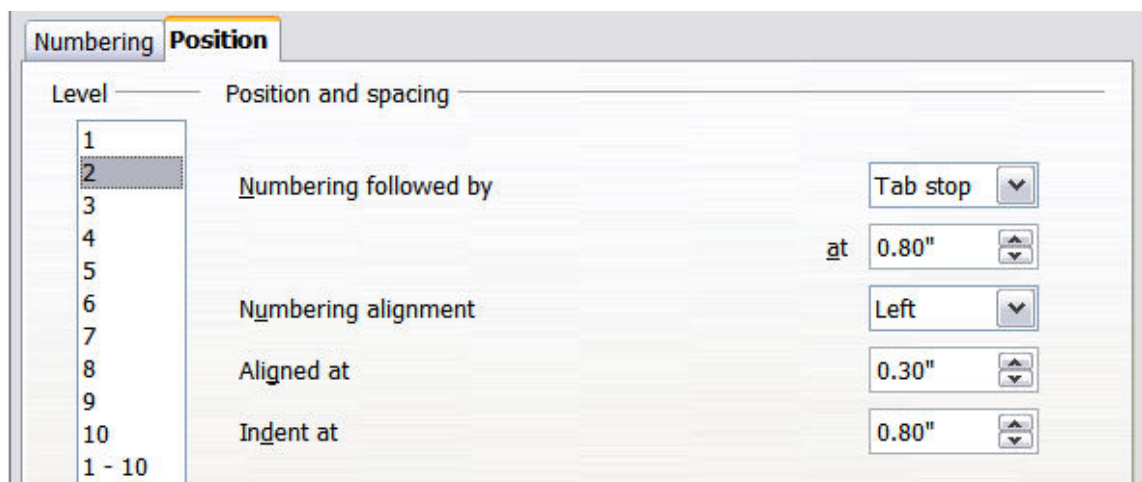 Numbering Position
Level Position and spacing
1
2
Numbering followed by Tab stop
3
4
at 0.80"
5
6
Numbering alignment Left
7
8
Aligned at 0.30"
9
10
Indent at 0.80"
1 - 10